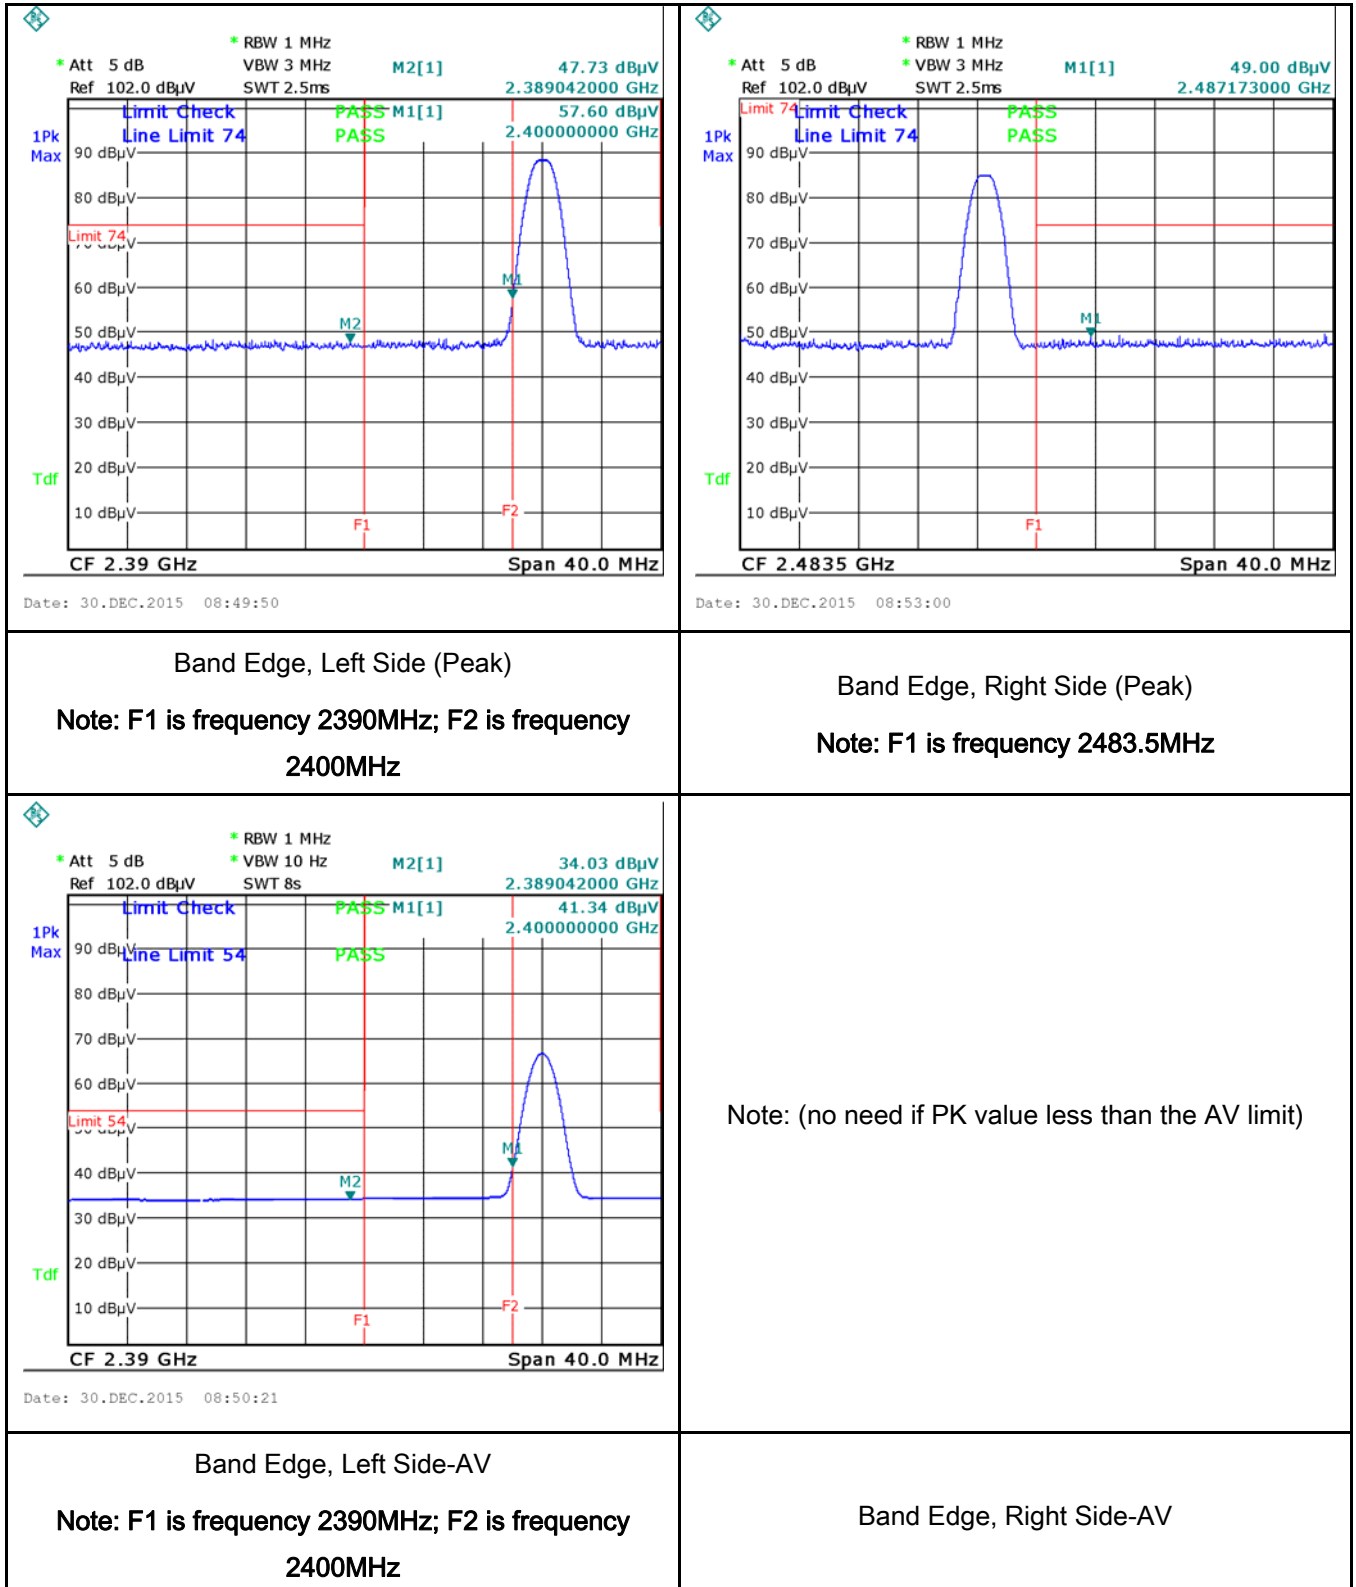 * RBW 1 MHz
* Att 5 dB VBW 3 MHz M2[1] 47.73 dBµV
Ref 102.0 dBµV SWT 2.5ms 2.389042000 GHz
Limit Check PASS M1[1] 57.60 dBµV
1Pk Line Limit 74 PASS 2.400000000 GHz
Max 90 dBµV
80 dBµV
Limit 74
70 dBµV
M1
60 dBµV
M2
50 dBµV
40 dBµV
30 dBµV
20 dBµV
Tdf
10 dBµV
F1 F2
CF 2.39 GHz Span 40.0 MHz
Date: 30.DEC.2015 08:49:50
* RBW 1 MHz
* Att 5 dB * VBW 3 MHz M1[1] 49.00 dBµV
Ref 102.0 dBµV SWT 2.5ms 2.487173000 GHz
Limit 74 Limit Check PASS
1Pk Line Limit 74 PASS
Max 90 dBµV
80 dBµV
70 dBµV
60 dBµV
M1
50 dBµV
40 dBµV
30 dBµV
20 dBµV
Tdf
10 dBµV
F1
CF 2.4835 GHz Span 40.0 MHz
Date: 30.DEC.2015 08:53:00
Band Edge, Left Side (Peak)
Note: F1 is frequency 2390MHz; F2 is frequency
2400MHz
Band Edge, Right Side (Peak)
Note: F1 is frequency 2483.5MHz
* RBW 1 MHz
* Att 5 dB * VBW 10 Hz M2[1] 34.03 dBµV
Ref 102.0 dBµV SWT 8s 2.389042000 GHz
Limit Check PASS M1[1] 41.34 dBµV
1Pk 2.400000000 GHz
Max 90 dBµV Line Limit 54 PASS
80 dBµV
70 dBµV
60 dBµV
Limit 54
50 dBµV
M1
40 dBµV
M2
30 dBµV
20 dBµV
Tdf
10 dBµV
F1 F2
CF 2.39 GHz Span 40.0 MHz
Date: 30.DEC.2015 08:50:21
Note: (no need if PK value less than the AV limit)
Band Edge, Left Side-AV
Note: F1 is frequency 2390MHz; F2 is frequency
2400MHz
Band Edge, Right Side-AV